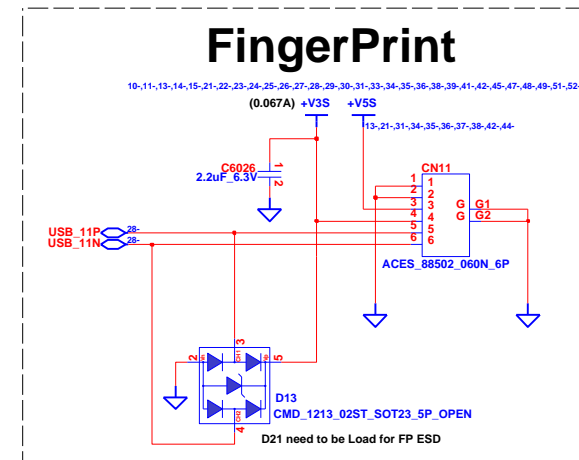 FingerPrint
10-,11-,13-,14-,15-,21-,22-,23-,24-,25-,26-,27-,28-,29-,30-,31-,33-,34-,35-,36-,38-,39-,41-,42-,45-,47-,48-,49-,51-,52-
(0.067A) +V3S +V5S
13-,21-,31-,34-,35-,36-,37-,38-,42-,44-
C6026
2.2uF_6.3V
1
2
CN11
1 1
2 2
3 3
4 4
5 5
6 6
G G1
G G2
ACES_88502_060N_6P
USB_11P 28-
USB_11N 28-
3
2
5
CH1
CH2
4
D13
CMD_1213_02ST_SOT23_5P_OPEN
D21 need to be Load for FP ESD